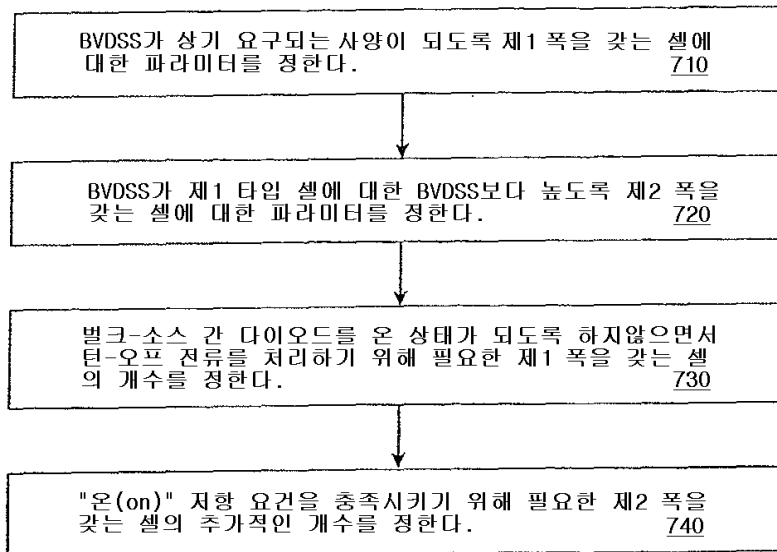 BVDSS가 상기 요구되는 사양이 되도록 제1 폭을 갖는 셀에
대한 파라미터를 정한다. 710
BVDSS가 제1 타입 셀에 대한 BVDSS보다 높도록 제2 폭을
갖는 셀에 대한 파라미터를 정한다. 720
벌크-소스 간 다이오드를 온 상태가 되도록 하지않으면서
턴-오프 전류를 처리하기 위해 필요한 제1 폭을 갖는 셀
의 개수를 정한다. 730
"온(on)" 저항 요건을 충족시키기 위해 필요한 제2 폭을
갖는 셀의 추가적인 개수를 정한다. 740